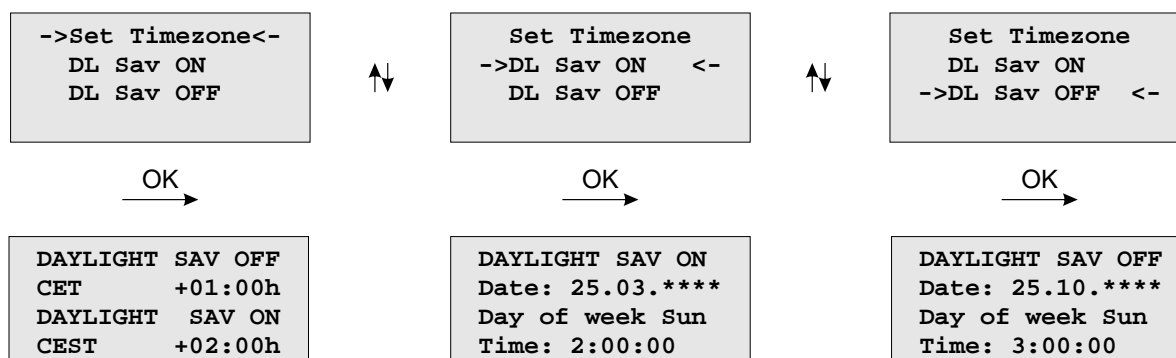 ->Set Timezone<-
DL Sav ON
DL Sav OFF
Set Timezone
->DL Sav ON <-
DL Sav OFF
Set Timezone
DL Sav ON
->DL Sav OFF <-
OK
OK
OK
DAYLIGHT SAV OFF
CET +01:00h
DAYLIGHT SAV ON
CEST +02:00h
DAYLIGHT SAV ON
Date: 25.03.****
Day of week Sun
Time: 2:00:00
DAYLIGHT SAV OFF
Date: 25.10.****
Day of week Sun
Time: 3:00:00